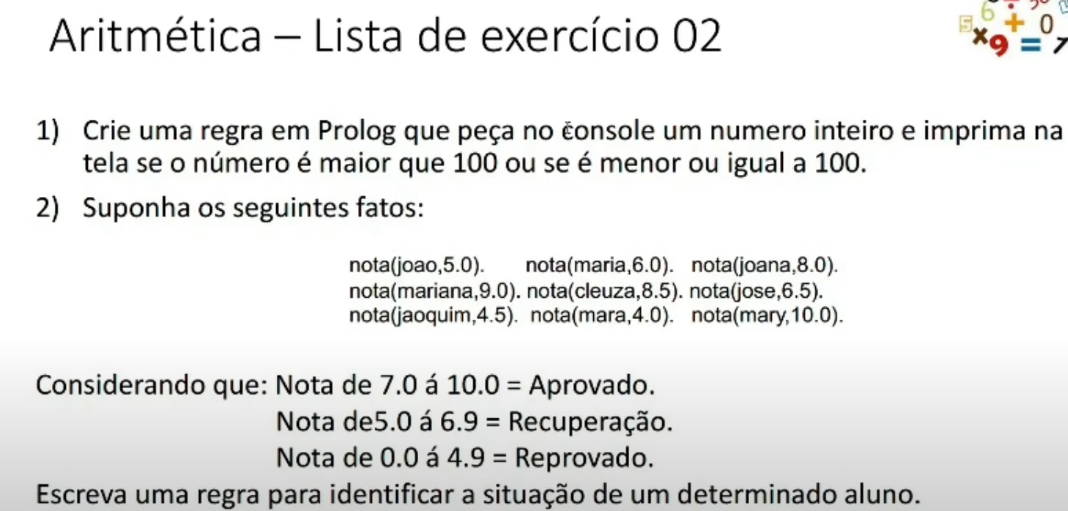 Aritmética – Lista de exercício 02
5 6 ÷ x 9 + = 0 7
1) Crie uma regra em Prolog que peça no console um numero inteiro e imprima na
tela se o número é maior que 100 ou se é menor ou igual a 100.
2) Suponha os seguintes fatos:
nota(joao,5.0). nota(maria,6.0). nota(joana,8.0).
nota(mariana,9.0). nota(cleuza,8.5). nota(jose,6.5).
nota(jaoquim,4.5). nota(mara,4.0). nota(mary,10.0).
Considerando que: Nota de 7.0 á 10.0 = Aprovado.
Nota de5.0 á 6.9 = Recuperação.
Nota de 0.0 á 4.9 = Reprovado.
Escreva uma regra para identificar a situação de um determinado aluno.